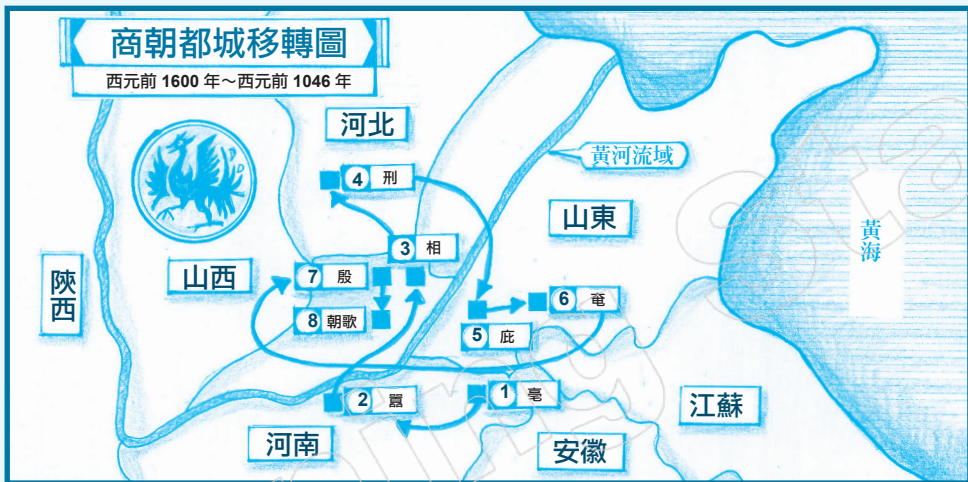 商朝都城移轉圖
西元前 1600 年～西元前 1046 年
河北
黃河流域
4 刑
山東
3 相
黃海
陝西
山西
7 殷
6 奄
8 朝歌
5 庇
2 囂
1 亳
江蘇
河南
安徽